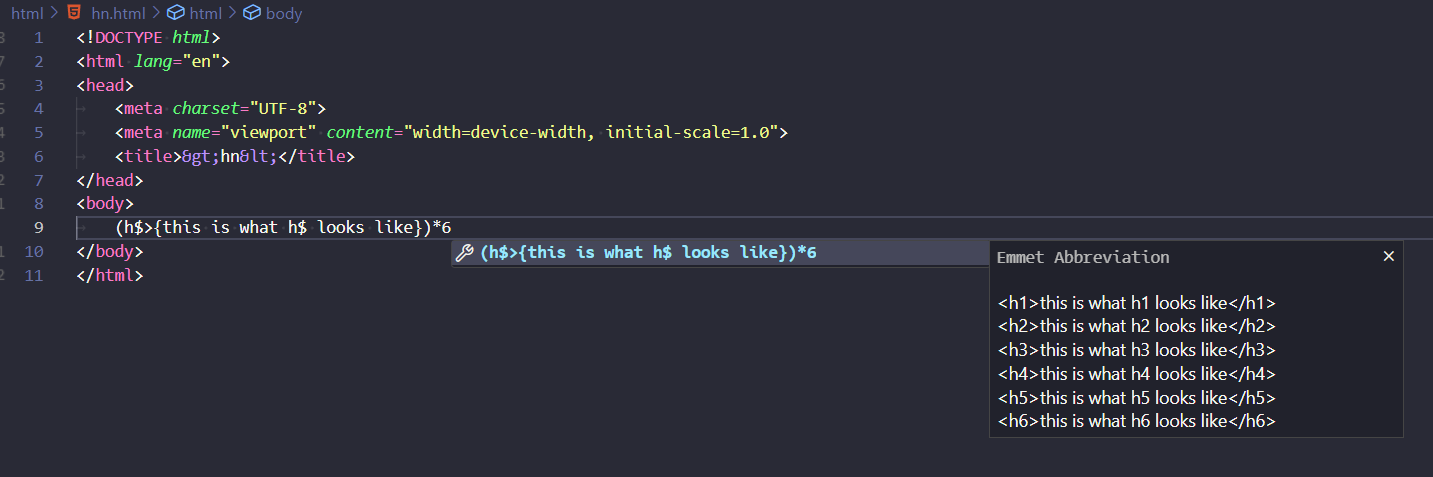 html > hn.html > html > body
1 <!DOCTYPE html>
2 <html lang="en">
3 <head>
4 <meta charset="UTF-8">
5 <meta name="viewport" content="width=device-width, initial-scale=1.0">
6 <title>&gt;hn&lt;</title>
7 </head>
8 <body>
9 (h$>{this is what h$ looks like})*6
10 </body>
11 </html>
(h$>{this is what h$ looks like})*6
Emmet Abbreviation
<h1>this is what h1 looks like</h1>
<h2>this is what h2 looks like</h2>
<h3>this is what h3 looks like</h3>
<h4>this is what h4 looks like</h4>
<h5>this is what h5 looks like</h5>
<h6>this is what h6 looks like</h6>